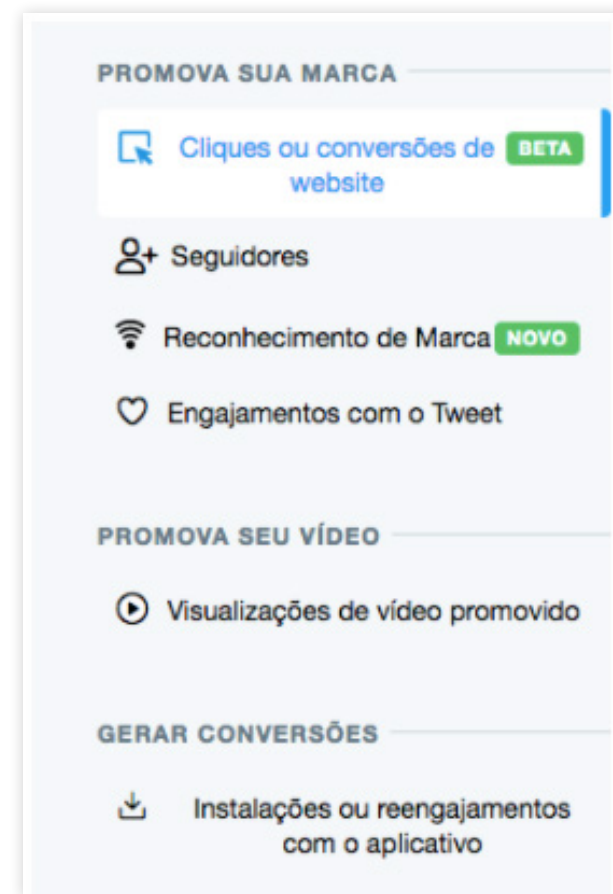 PROMOVA SUA MARCA
Cliques ou conversões de BETA
website
Seguidores
Reconhecimento de Marca NOVO
Engajamentos com o Tweet
PROMOVA SEU VÍDEO
Visualizações de vídeo promovido
GERAR CONVERSÕES
Instalações ou reengajamentos
com o aplicativo